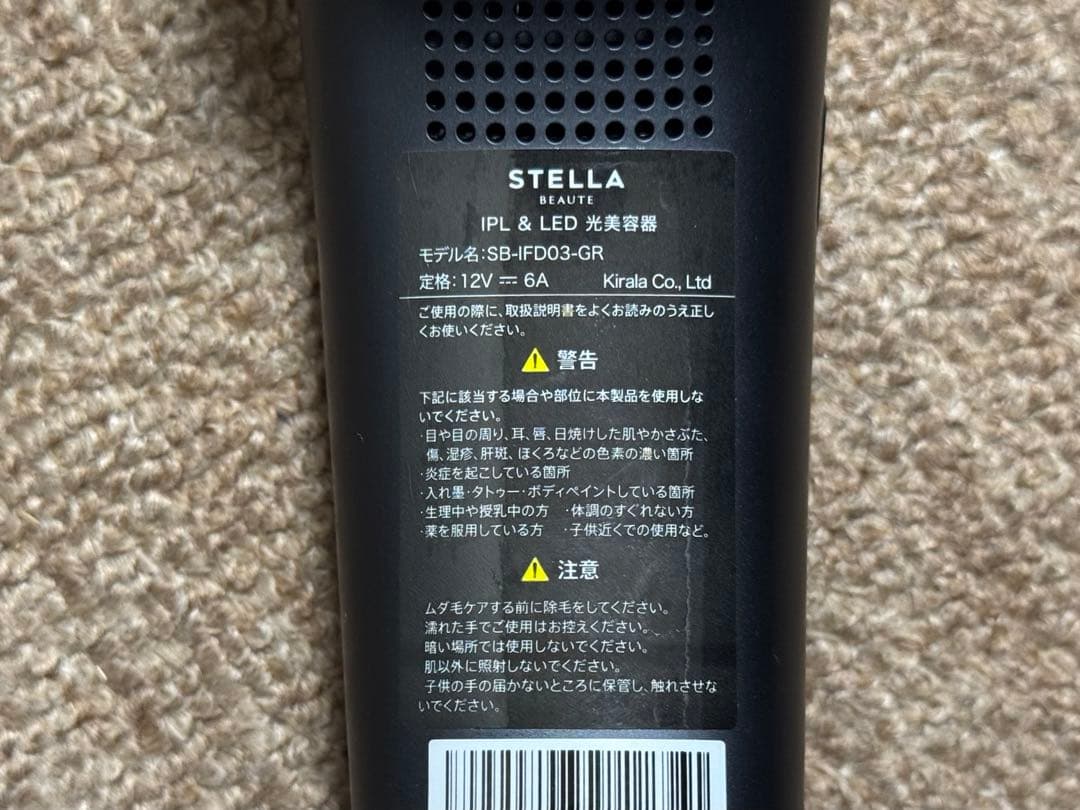 STELLA
BEAUTE
IPL & LED 光美容器
モデル名:SB-IFD03-GR
定格:12V ⎓ 6A Kirala Co., Ltd
ご使用の際に、取扱説明書をよくお読みのうえ正し
くお使いください。
警告
下記に該当する場合や部位に本製品を使用しな
いでください。
·目や目の周り、耳、唇、日焼けした肌やかさぶた、
傷、湿疹、肝斑、ほくろなどの色素の濃い箇所
·炎症を起こしている箇所
·入れ墨·タトゥー·ボディペイントしている箇所
·生理中や授乳中の方 ·体調のすぐれない方
·薬を服用している方 ·子供近くでの使用など。
注意
ムダ毛ケアする前に除毛をしてください。
濡れた手でご使用はお控えください。
暗い場所では使用しないでください。
肌以外に照射しないでください。
子供の手の届かないところに保管し、触れさせな
いでください。